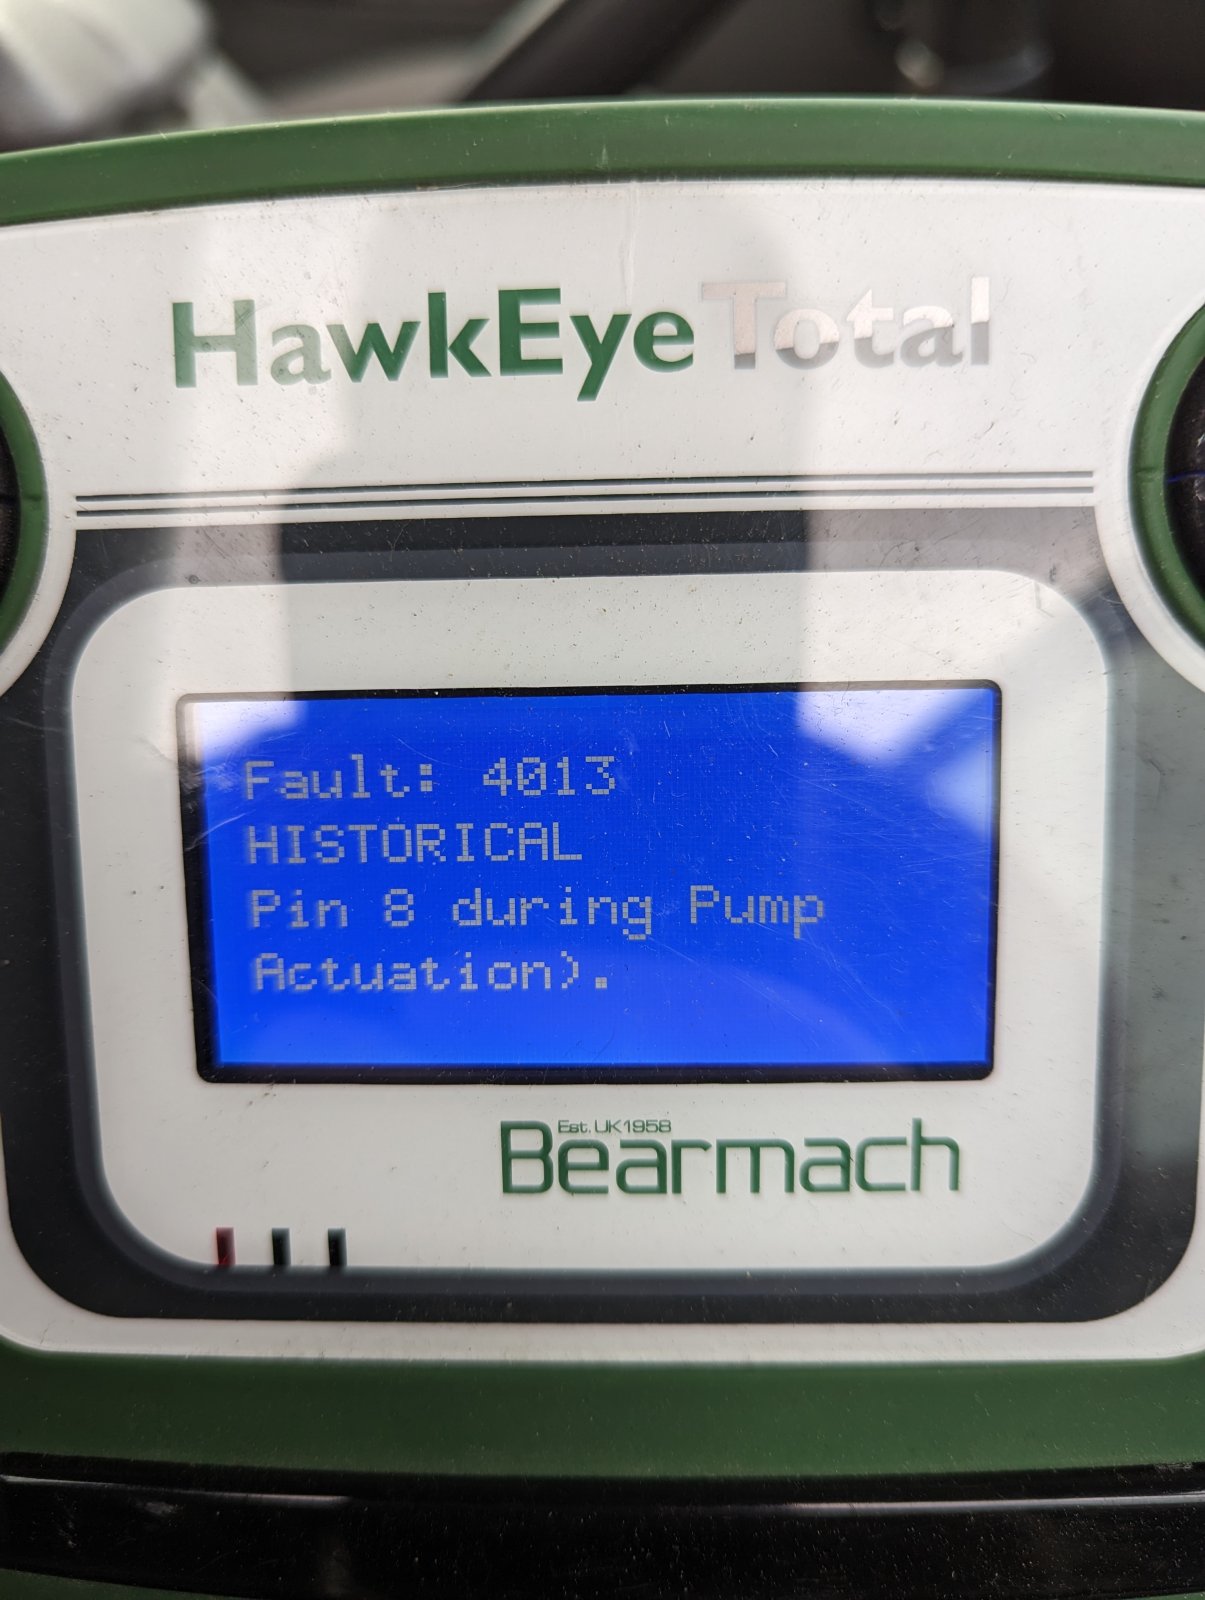 HawkEye Total
Fault: 4013
HISTORICAL
Pin 8 during Pump
Actuation).
Est. UK 1958
Bearmach